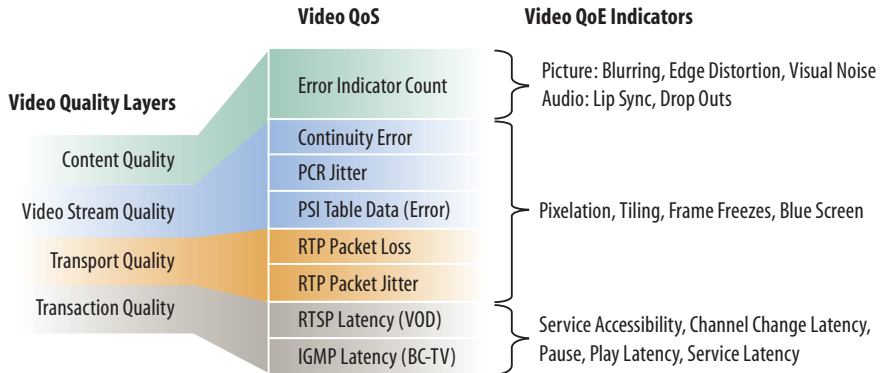 Video QoS
Video QoE Indicators
Video Quality Layers
Content Quality
Video Stream Quality
Transport Quality
Transaction Quality
Error Indicator Count
Continuity Error
PCR Jitter
PSI Table Data (Error)
RTP Packet Loss
RTP Packet Jitter
RTSP Latency (VOD)
IGMP Latency (BC-TV)
Picture: Blurring, Edge Distortion, Visual Noise
Audio: Lip Sync, Drop Outs
Pixelation, Tiling, Frame Freezes, Blue Screen
Service Accessibility, Channel Change Latency,
Pause, Play Latency, Service Latency